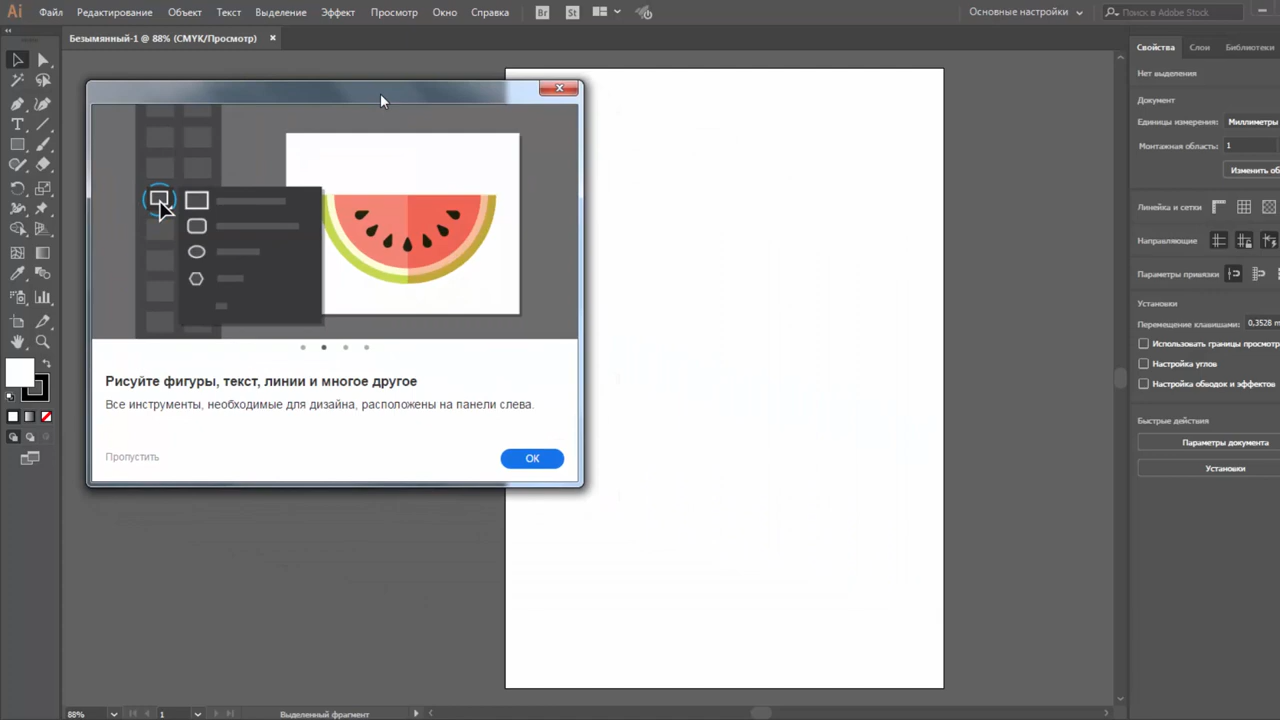 Ai Файл Редактирование Объект Текст Выделение Эффект Просмотр Окно Справка Br St Основные настройки Поиск в Adobe Stock
Безымянный-1 @ 88% (CMYK/Просмотр) ×
Свойства Слои Библиотеки
Нет выделения
Документ
Единицы измерения: Миллиметры
Монтажная область: 1
Изменить об
Линейка и сетки
Направляющие
Параметры привязки
Установки
Перемещение клавишами: 0,3528 m
Использовать границы просмотр
Настройка углов
Настройка обводок и эффектов
Быстрые действия
Параметры документа
Установки
Рисуйте фигуры, текст, линии и многое другое
Все инструменты, необходимые для дизайна, расположены на панели слева.
Пропустить
ОК
88% 1 Выделенный фрагмент